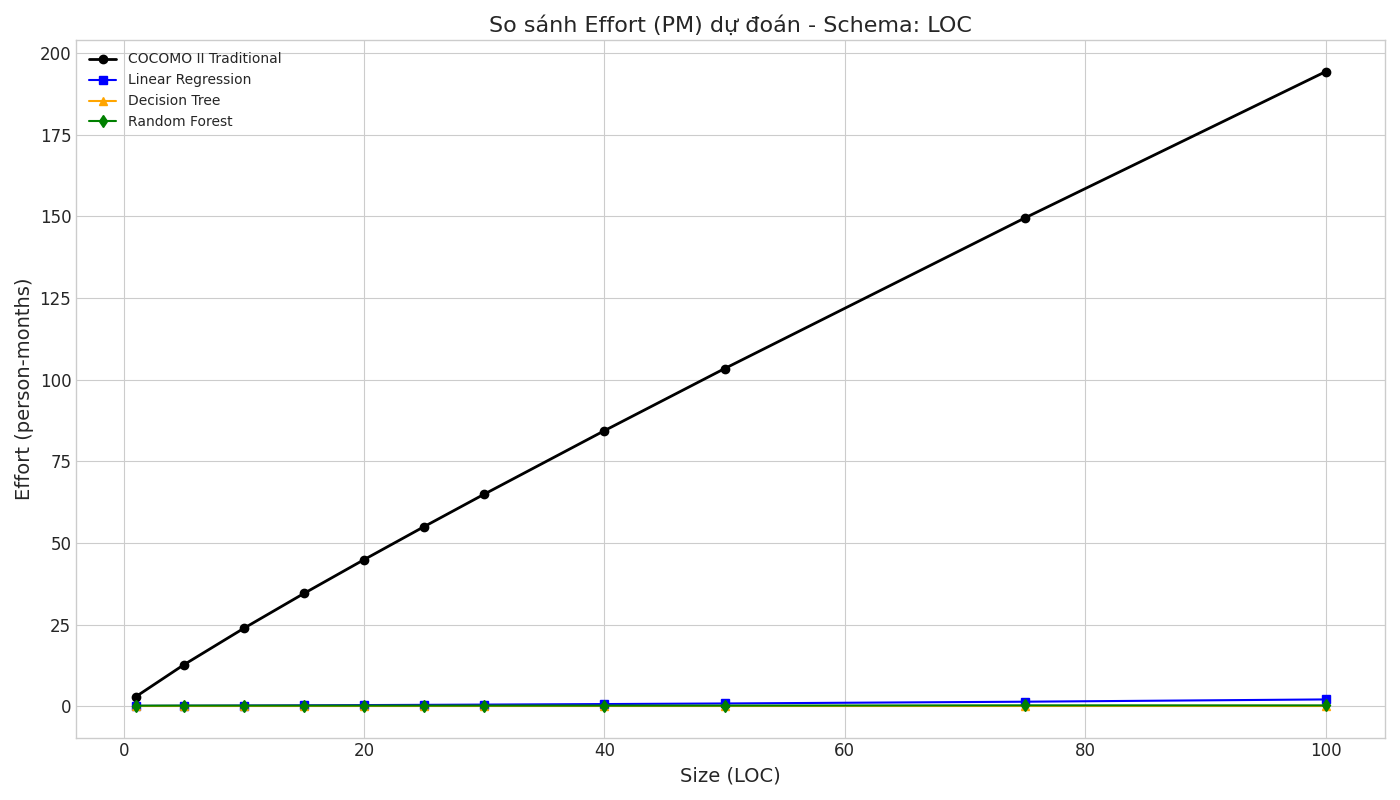 So sánh Effort (PM) dự đoán - Schema: LOC
COCOMO II Traditional
Linear Regression
Decision Tree
Random Forest
200
175
150
125
100
75
50
25
0
Effort (person-months)
0 20 40 60 80 100
Size (LOC)